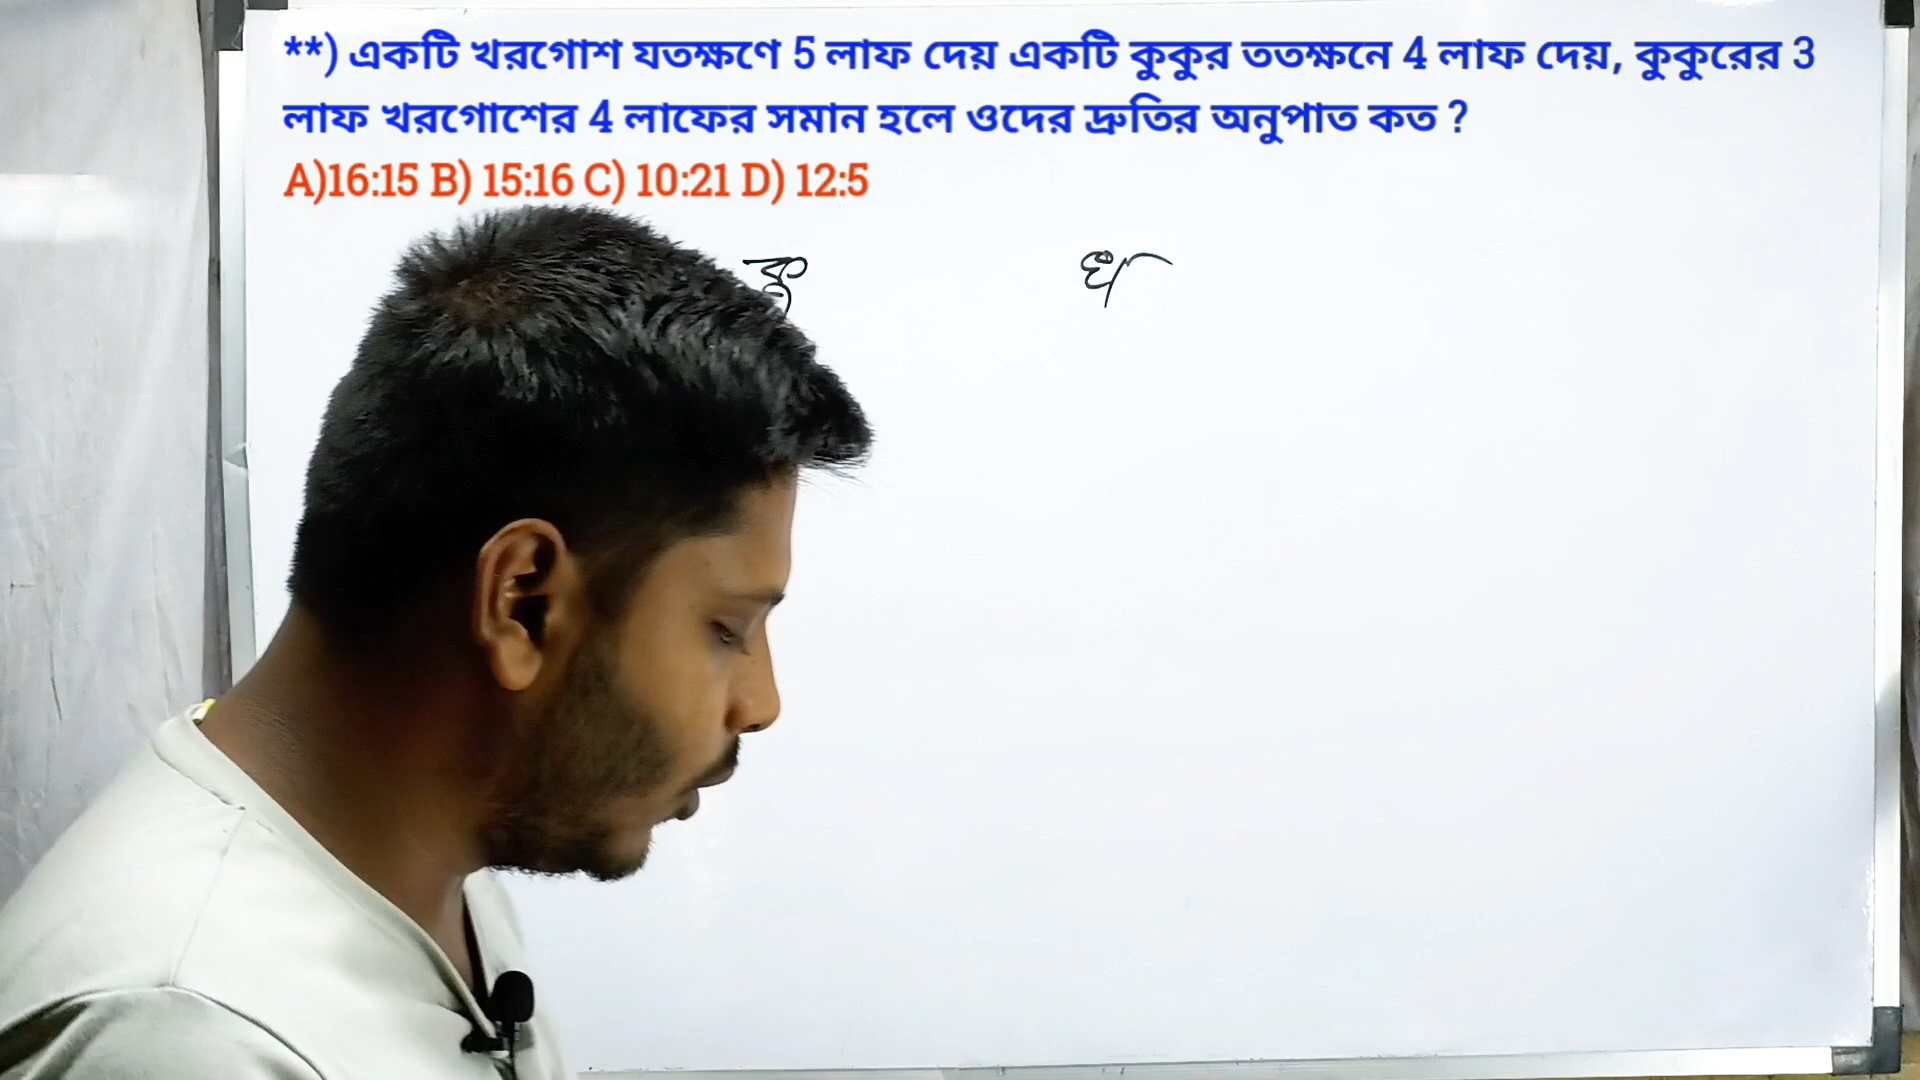 **) একটি খরগোশ যতক্ষণে 5 লাফ দেয় একটি কুকুর ততক্ষনে 4 লাফ দেয়, কুকুরের 3
লাফ খরগোশের 4 লাফের সমান হলে ওদের দ্রুতির অনুপাত কত ?
A)16:15 B) 15:16 C) 10:21 D) 12:5
কু খ